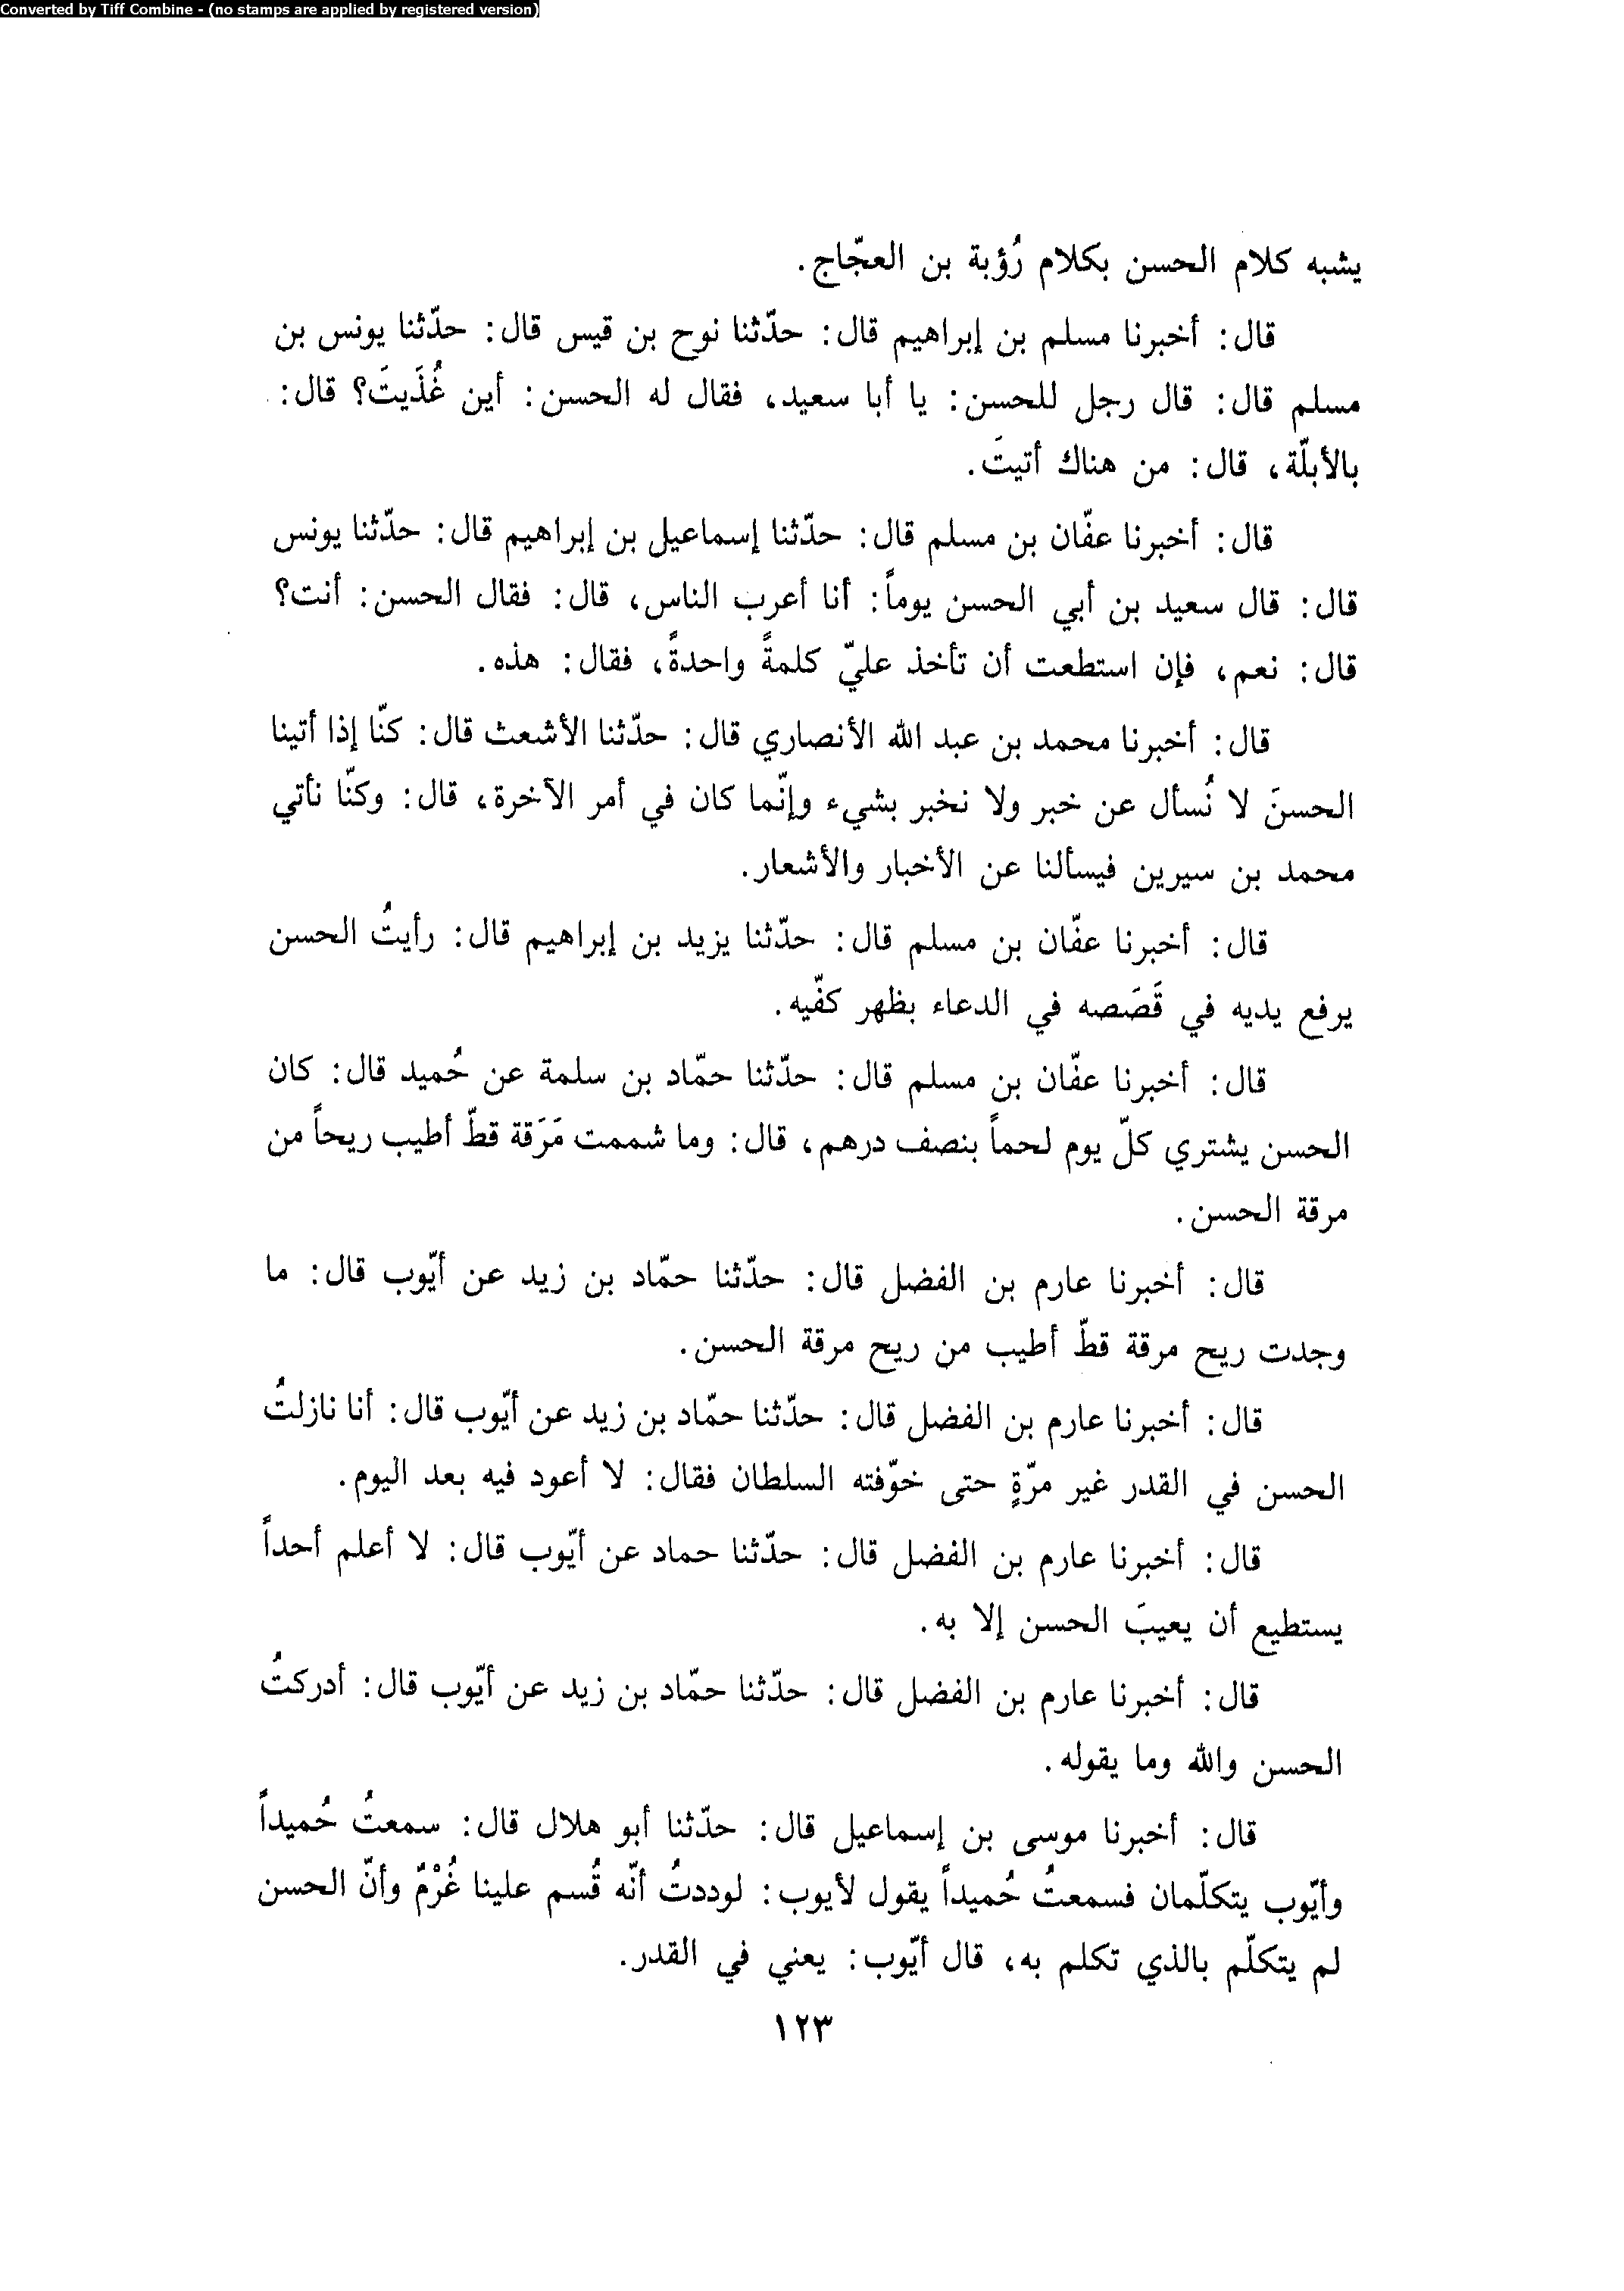 Converted by Tiff Combine - (no stamps are applied by registered version)
يشبه كلام الحسن بكلام رُؤبة بن العجّاج.
قال: أخبرنا مسلم بن إبراهيم قال: حدّثنا نوح بن قيس قال: حدّثنا يونس بن
مسلم قال: قال رجل للحسن: يا أبا سعيد، فقال له الحسن: أين غُذَيتَ؟ قال:
بالأبلّة، قال: من هناك أتيتَ.
قال: أخبرنا عفّان بن مسلم قال: حدّثنا إسماعيل بن إبراهيم قال: حدّثنا يونس
قال: قال سعيد بن أبي الحسن يوماً: أنا أعرب الناس، قال: فقال الحسن: أنت؟
قال: نعم، فإن استطعت أن تأخذ عليّ كلمةً واحدةً، فقال: هذه.
قال: أخبرنا محمد بن عبد الله الأنصاري قال: حدّثنا الأشعث قال: كنّا إذا أتينا
الحسنَ لا نُسأل عن خبر ولا نخبر بشيء وإنّما كان في أمر الآخرة، قال: وكنّا نأتي
محمد بن سيرين فيسألنا عن الأخبار والأشعار.
قال: أخبرنا عفّان بن مسلم قال: حدّثنا يزيد بن إبراهيم قال: رأيتُ الحسن
يرفع يديه في قَصَصه في الدعاء بظهر كفّيه.
قال: أخبرنا عفّان بن مسلم قال: حدّثنا حمّاد بن سلمة عن حُميد قال: كان
الحسن يشتري كلّ يوم لحماً بنصف درهم، قال: وما شممت مَرَقة قطّ أطيب ريحاً من
مرقة الحسن.
قال: أخبرنا عارم بن الفضل قال: حدّثنا حمّاد بن زيد عن أيّوب قال: ما
وجدت ريح مرقة قطّ أطيب من ريح مرقة الحسن.
قال: أخبرنا عارم بن الفضل قال: حدّثنا حمّاد بن زيد عن أيّوب قال: أنا نازلتُ
الحسن في القدر غير مرّةٍ حتى خوّفته السلطان فقال: لا أعود فيه بعد اليوم.
قال: أخبرنا عارم بن الفضل قال: حدّثنا حماد عن أيّوب قال: لا أعلم أحداً
يستطيع أن يعيبَ الحسن إلا به.
قال: أخبرنا عارم بن الفضل قال: حدّثنا حمّاد بن زيد عن أيّوب قال: أدركتُ
الحسن والله وما يقوله.
قال: أخبرنا موسى بن إسماعيل قال: حدّثنا أبو هلال قال: سمعتُ حُميداً
وأيّوب يتكلّمان فسمعتُ حُميداً يقول لأيوب: لوددتُ أنّه قُسم علينا غُرْمٌ وأنّ الحسن
لم يتكلّم بالذي تكلم به، قال أيّوب: يعني في القدر.
١٢٣